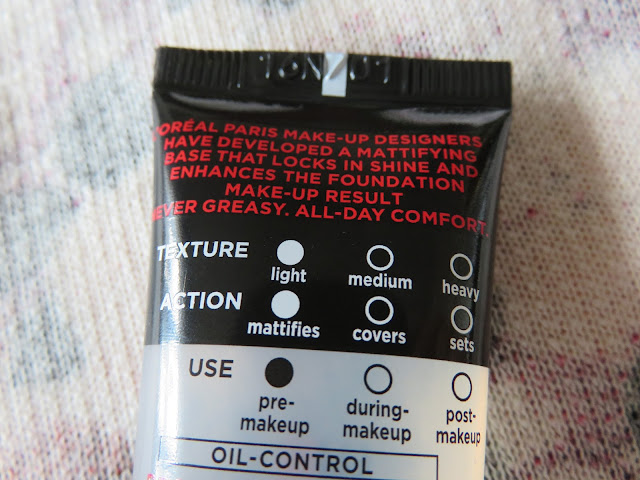 ORÉAL PARIS MAKE-UP DESIGNERS
HAVE DEVELOPED A MATTIFYING
BASE THAT LOCKS IN SHINE AND
ENHANCES THE FOUNDATION
MAKE-UP RESULT
EVER GREASY. ALL-DAY COMFORT.
TEXTURE light medium heavy
ACTION mattifies covers sets
USE pre-makeup during-makeup post-makeup
OIL-CONTROL